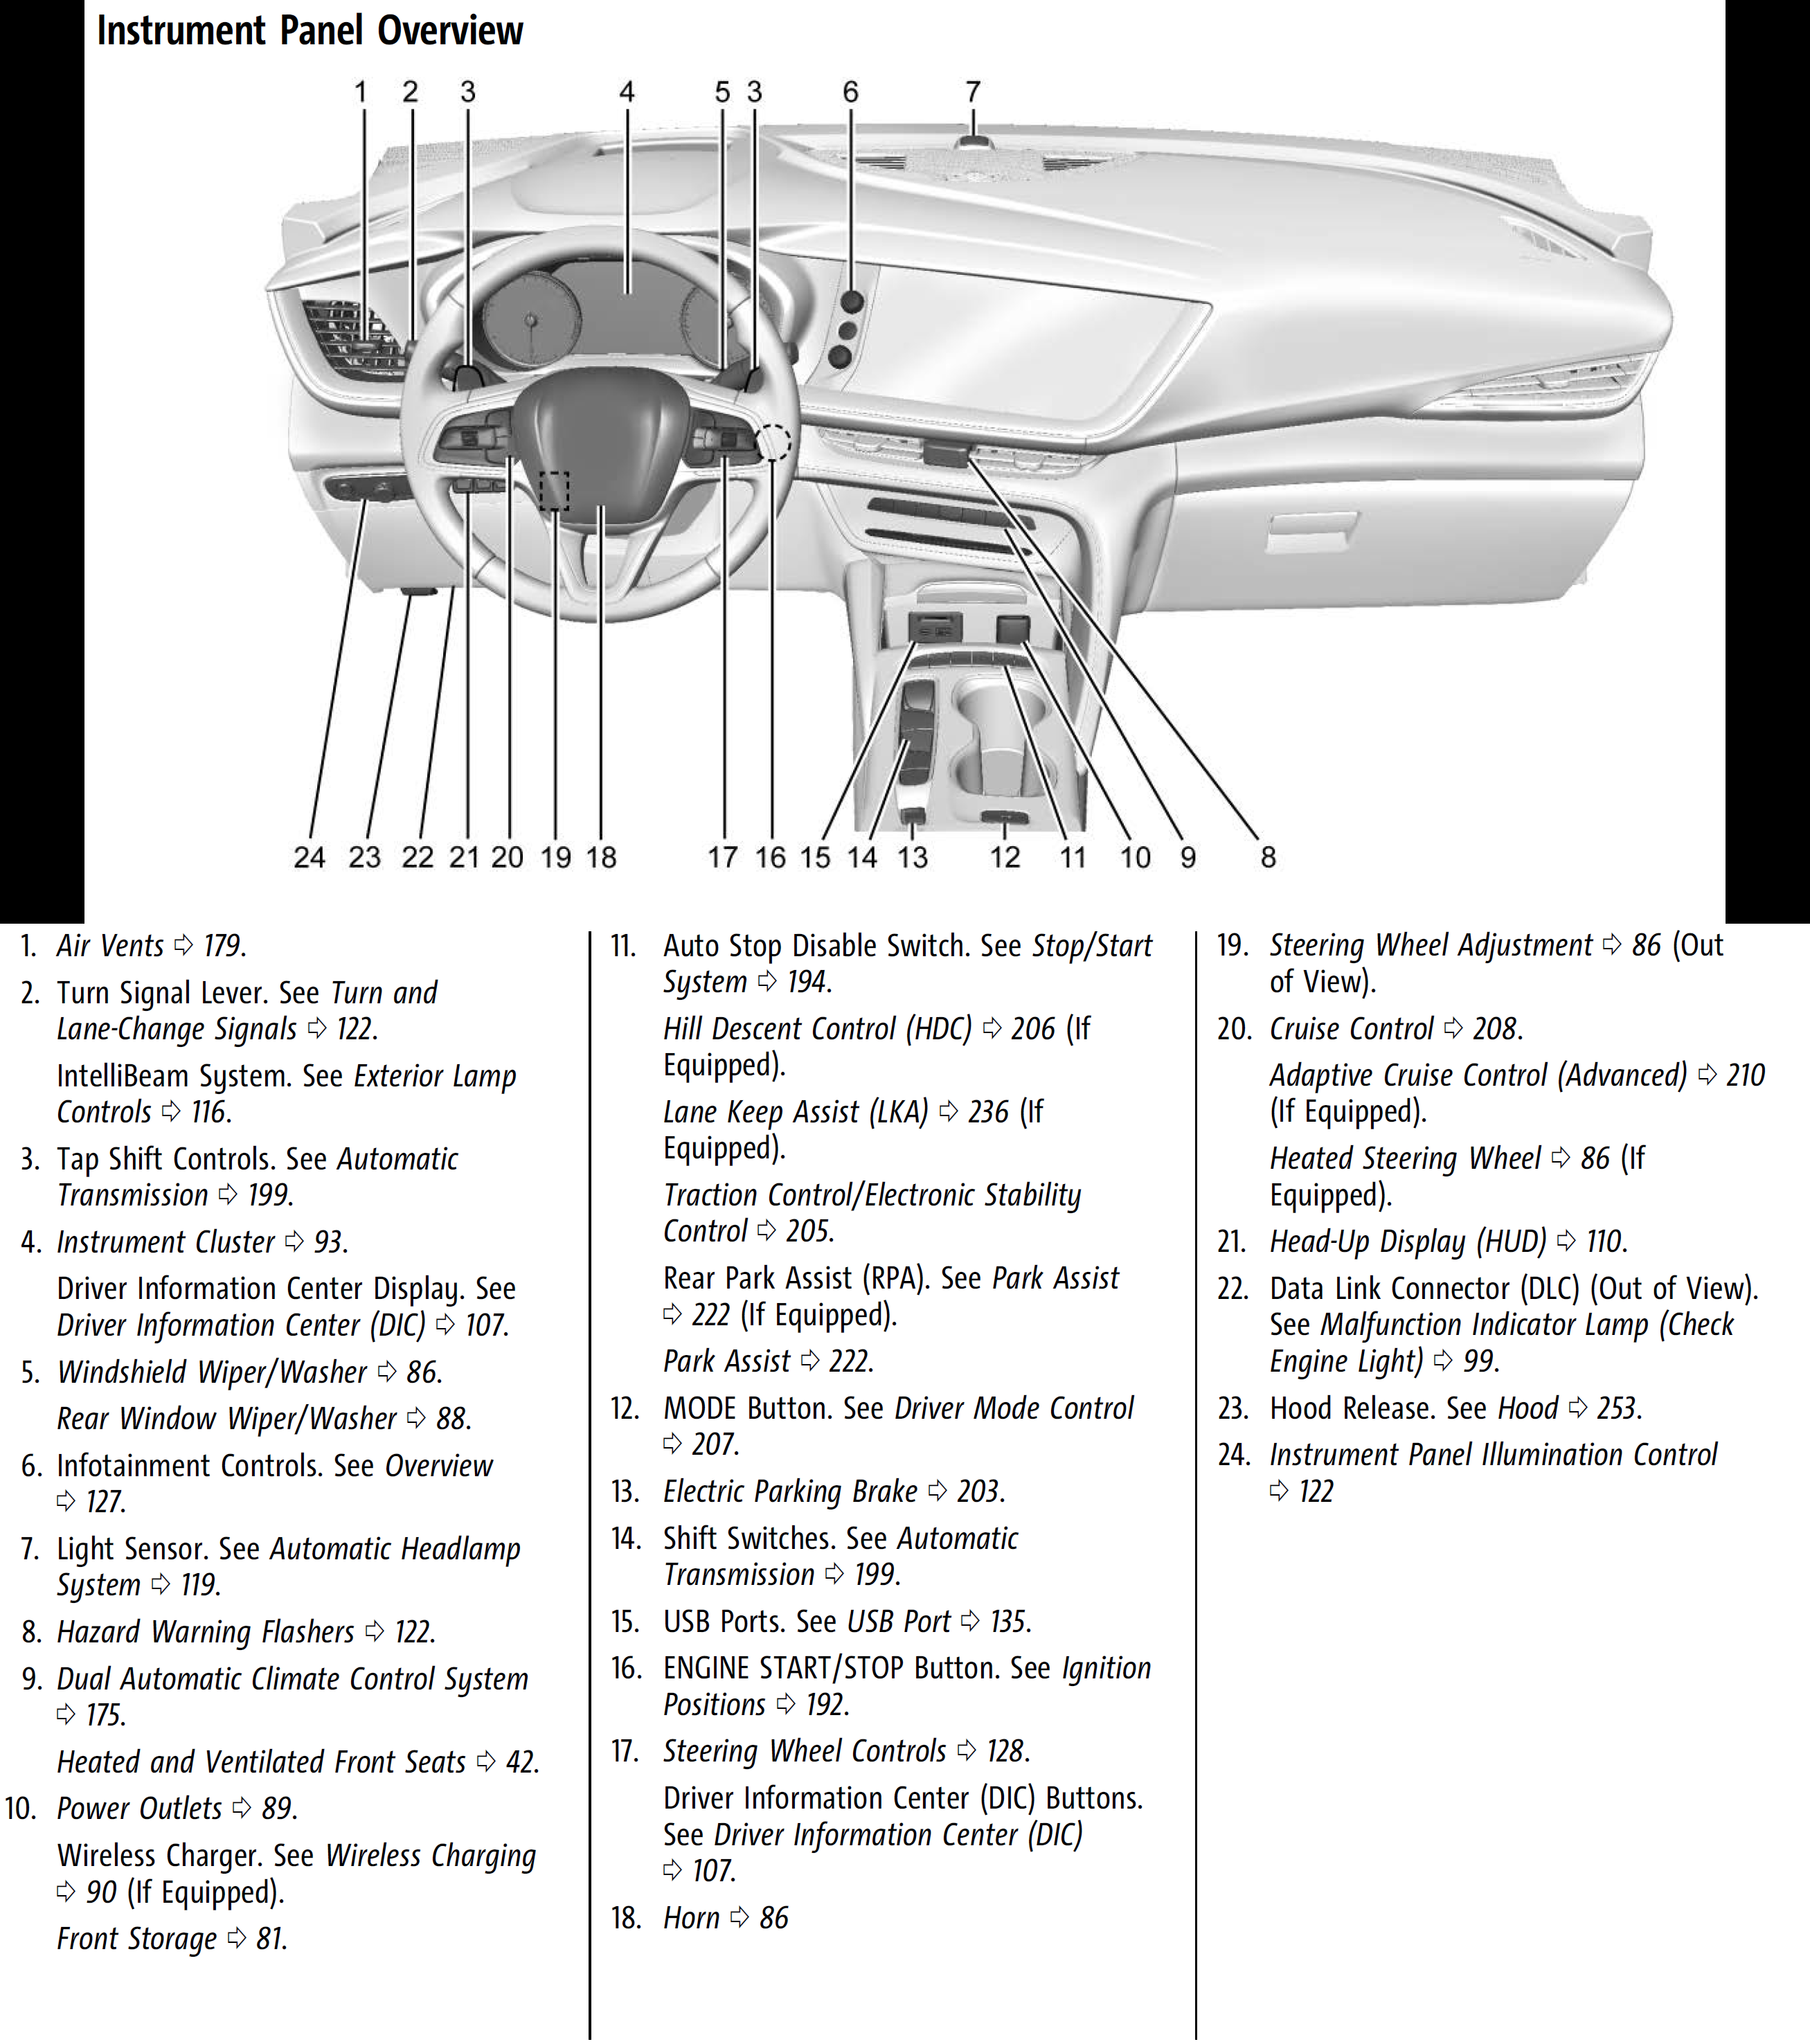 Instrument Panel Overview
1 2 3 4 5 3 6 7
24 23 22 21 20 19 18 17 16 15 14 13 12 11 10 9 8
1. Air Vents ⇨ 179.
2. Turn Signal Lever. See Turn and
Lane-Change Signals ⇨ 122.
IntelliBeam System. See Exterior Lamp
Controls ⇨ 116.
3. Tap Shift Controls. See Automatic
Transmission ⇨ 199.
4. Instrument Cluster ⇨ 93.
Driver Information Center Display. See
Driver Information Center (DIC) ⇨ 107.
5. Windshield Wiper/Washer ⇨ 86.
Rear Window Wiper/Washer ⇨ 88.
6. Infotainment Controls. See Overview
⇨ 127.
7. Light Sensor. See Automatic Headlamp
System ⇨ 119.
8. Hazard Warning Flashers ⇨ 122.
9. Dual Automatic Climate Control System
⇨ 175.
Heated and Ventilated Front Seats ⇨ 42.
10. Power Outlets ⇨ 89.
Wireless Charger. See Wireless Charging
⇨ 90 (If Equipped).
Front Storage ⇨ 81.
11. Auto Stop Disable Switch. See Stop/Start
System ⇨ 194.
Hill Descent Control (HDC) ⇨ 206 (If
Equipped).
Lane Keep Assist (LKA) ⇨ 236 (If
Equipped).
Traction Control/Electronic Stability
Control ⇨ 205.
Rear Park Assist (RPA). See Park Assist
⇨ 222 (If Equipped).
Park Assist ⇨ 222.
12. MODE Button. See Driver Mode Control
⇨ 207.
13. Electric Parking Brake ⇨ 203.
14. Shift Switches. See Automatic
Transmission ⇨ 199.
15. USB Ports. See USB Port ⇨ 135.
16. ENGINE START/STOP Button. See Ignition
Positions ⇨ 192.
17. Steering Wheel Controls ⇨ 128.
Driver Information Center (DIC) Buttons.
See Driver Information Center (DIC)
⇨ 107.
18. Horn ⇨ 86
19. Steering Wheel Adjustment ⇨ 86 (Out
of View).
20. Cruise Control ⇨ 208.
Adaptive Cruise Control (Advanced) ⇨ 210
(If Equipped).
Heated Steering Wheel ⇨ 86 (If
Equipped).
21. Head-Up Display (HUD) ⇨ 110.
22. Data Link Connector (DLC) (Out of View).
See Malfunction Indicator Lamp (Check
Engine Light) ⇨ 99.
23. Hood Release. See Hood ⇨ 253.
24. Instrument Panel Illumination Control
⇨ 122